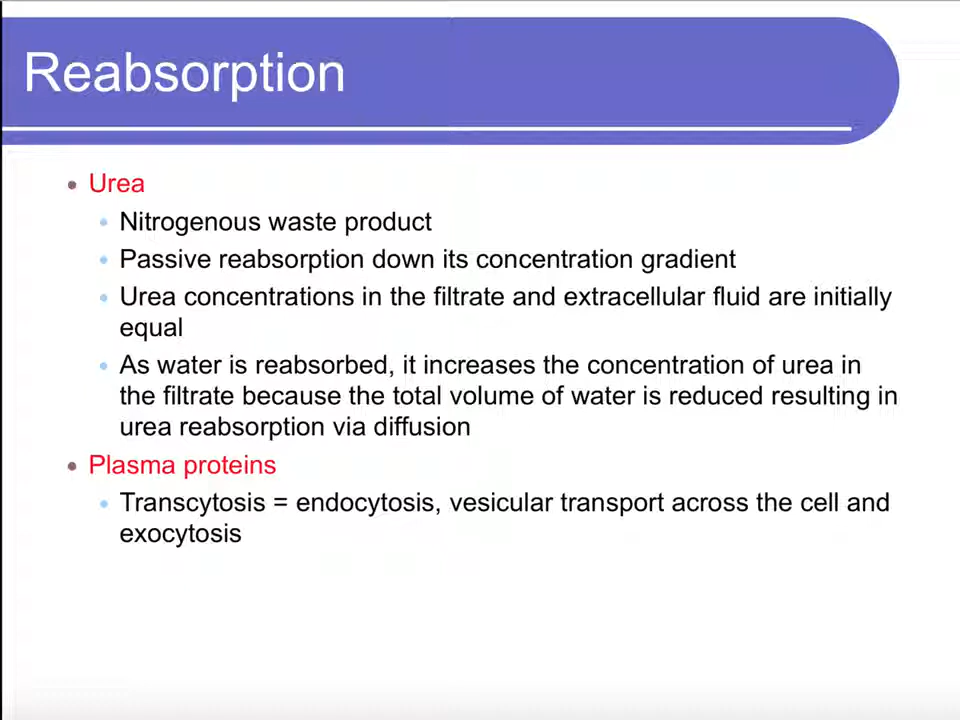 Reabsorption
• Urea
• Nitrogenous waste product
• Passive reabsorption down its concentration gradient
• Urea concentrations in the filtrate and extracellular fluid are initially
equal
• As water is reabsorbed, it increases the concentration of urea in
the filtrate because the total volume of water is reduced resulting in
urea reabsorption via diffusion
• Plasma proteins
• Transcytosis = endocytosis, vesicular transport across the cell and
exocytosis